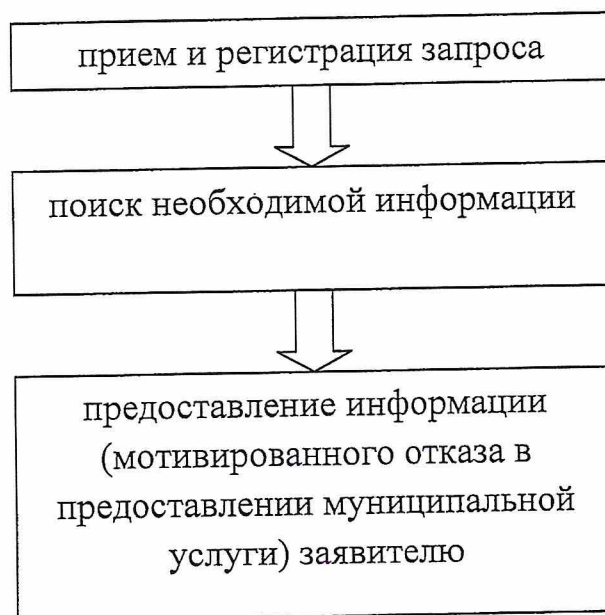 прием и регистрация запроса
поиск необходимой информации
предоставление информации
(мотивированного отказа в
предоставлении муниципальной
услуги) заявителю